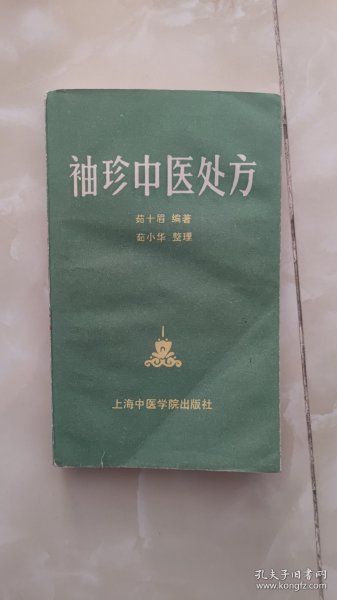 袖珍中医处方
茹十眉 编著
茹小华 整理
上海中医学院出版社
孔夫子旧书网
www.kongfz.com